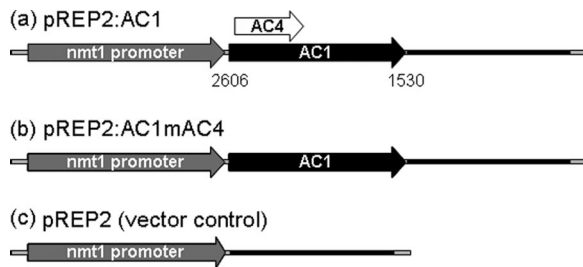 (a) pREP2:AC1
AC4
nmt1 promoter AC1
2606 1530
(b) pREP2:AC1mAC4
nmt1 promoter AC1
(c) pREP2 (vector control)
nmt1 promoter